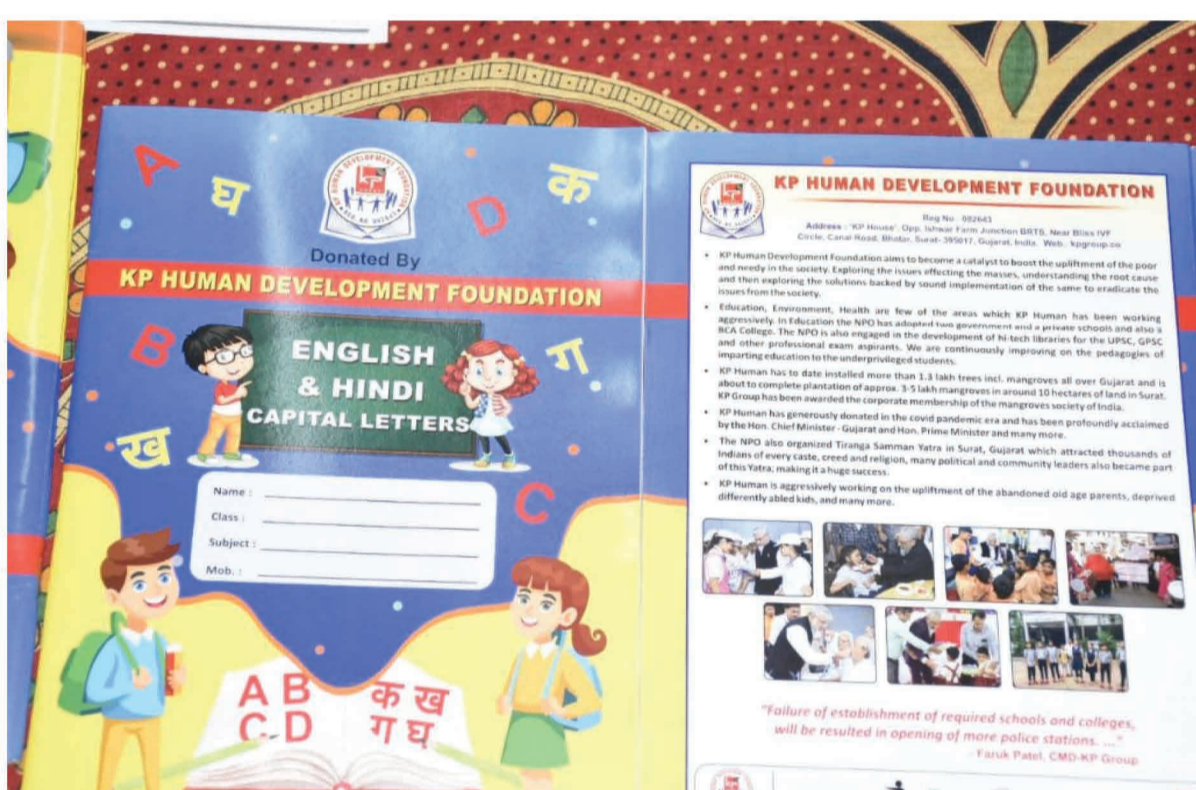 A
घ
D
क
Donated By
KP HUMAN DEVELOPMENT FOUNDATION
B
ENGLISH
& HINDI
CAPITAL LETTERS
ग
ख
C
Name :
Class :
Subject :
Mob. :
A B
C D
क ख
ग घ
KP HUMAN DEVELOPMENT FOUNDATION
Reg No : 092643
Address : "KP House", Opp. Ishwar Farm Junction BRTS, Near Bliss IVF
Circle, Canal Road, Bhatar, Surat- 395017, Gujarat, India. Web. kpgroup.co
• KP Human Development Foundation aims to become a catalyst to boost the upliftment of the poor
and needy in the society. Exploring the issues effecting the masses, understanding the root cause
and then exploring the solutions backed by sound implementation of the same to eradicate the
issues from the society.
• Education, Environment, Health are few of the areas which KP Human has been working
aggressively. In Education the NPO has adopted two government and a private schools and also a
BCA College. The NPO is also engaged in the development of hi-tech libraries for the UPSC, GPSC
and other professional exam aspirants. We are continuously improving on the pedagogies of
imparting education to the underprivileged students.
• KP Human has to date installed more than 1.3 lakh trees incl. mangroves all over Gujarat and is
about to complete plantation of approx. 3-5 lakh mangroves in around 10 hectares of land in Surat.
KP Group has been awarded the corporate membership of the mangroves society of India.
• KP Human has generously donated in the covid pandemic era and has been profoundly acclaimed
by the Hon. Chief Minister - Gujarat and Hon. Prime Minister and many more.
• The NPO also organized Tiranga Samman Yatra in Surat, Gujarat which attracted thousands of
Indians of every caste, creed and religion, many political and community leaders also became part
of this Yatra, making it a huge success.
• KP Human is aggressively working on the upliftment of the abandoned old age parents, deprived
differently abled kids, and many more.
"Failure of establishment of required schools and colleges,
will be resulted in opening of more police stations. ...."
- Faruk Patel, CMD-KP Group